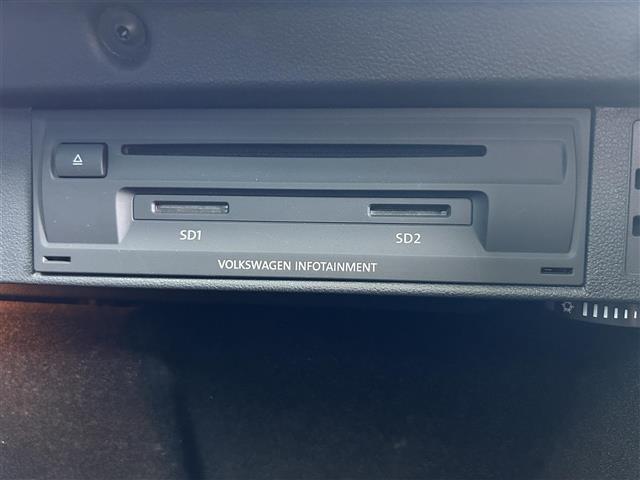 SD1 SD2
VOLKSWAGEN INFOTAINMENT